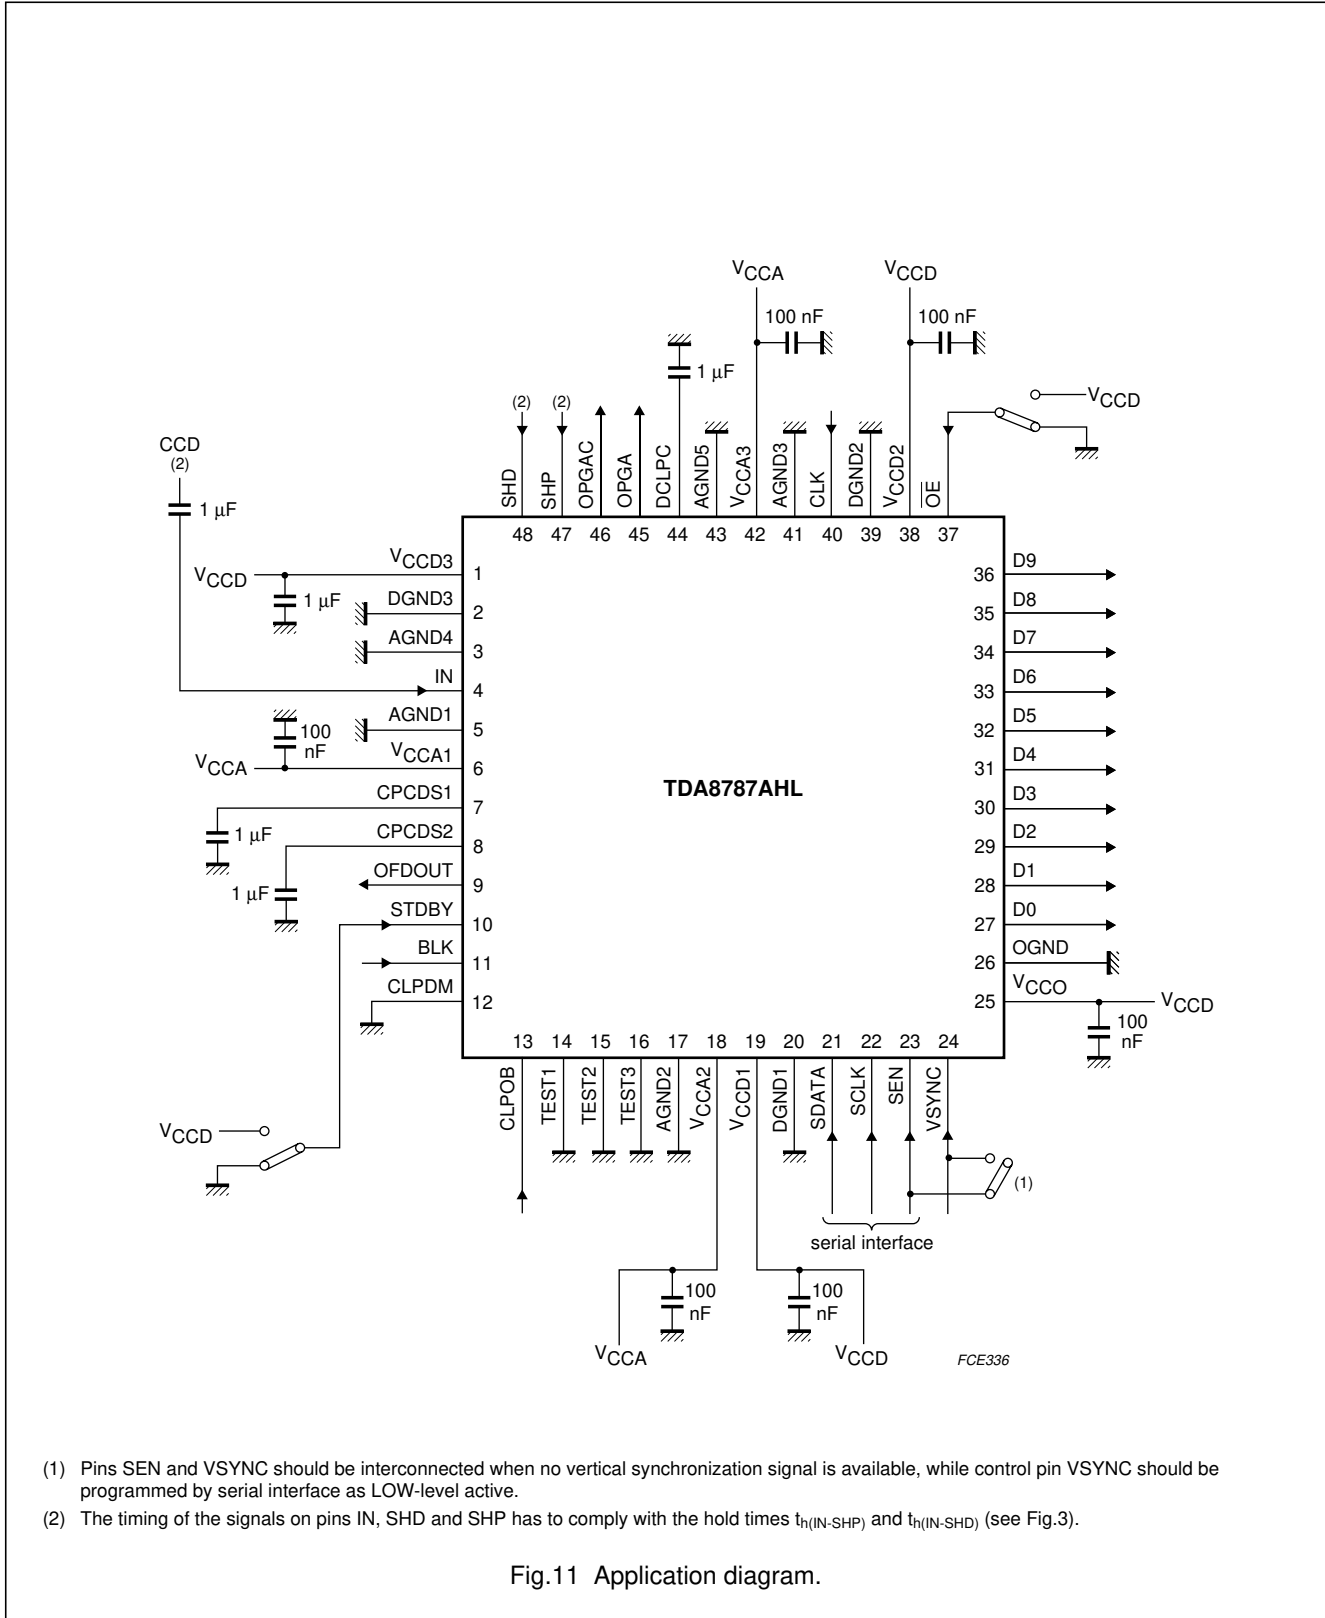 VCCA
VCCD
100 nF
100 nF
1 μF
VCCD
(2)
(2)
CCD
(2)
1 μF
SHD
SHP
OPGAC
OPGA
DCLPC
AGND5
VCCA3
AGND3
CLK
DGND2
VCCD2
OE
48 47 46 45 44 43 42 41 40 39 38 37
VCCD
1 μF
VCCD3
1
DGND3
2
AGND4
3
IN
4
AGND1
5
100
nF
VCCA
VCCA1
6
CPCDS1
7
1 μF
CPCDS2
8
1 μF
OFDOUT
9
STDBY
10
BLK
11
CLPDM
12
TDA8787AHL
36
D9
35
D8
34
D7
33
D6
32
D5
31
D4
30
D3
29
D2
28
D1
27
D0
26
OGND
25
VCCO
VCCD
100
nF
13 14 15 16 17 18 19 20 21 22 23 24
CLPOB
TEST1
TEST2
TEST3
AGND2
VCCA2
VCCD1
DGND1
SDATA
SCLK
SEN
VSYNC
VCCD
(1)
serial interface
100
nF
100
nF
VCCA
VCCD
FCE336
(1) Pins SEN and VSYNC should be interconnected when no vertical synchronization signal is available, while control pin VSYNC should be
programmed by serial interface as LOW-level active.
(2) The timing of the signals on pins IN, SHD and SHP has to comply with the hold times th(IN-SHP) and th(IN-SHD) (see Fig.3).
Fig.11 Application diagram.